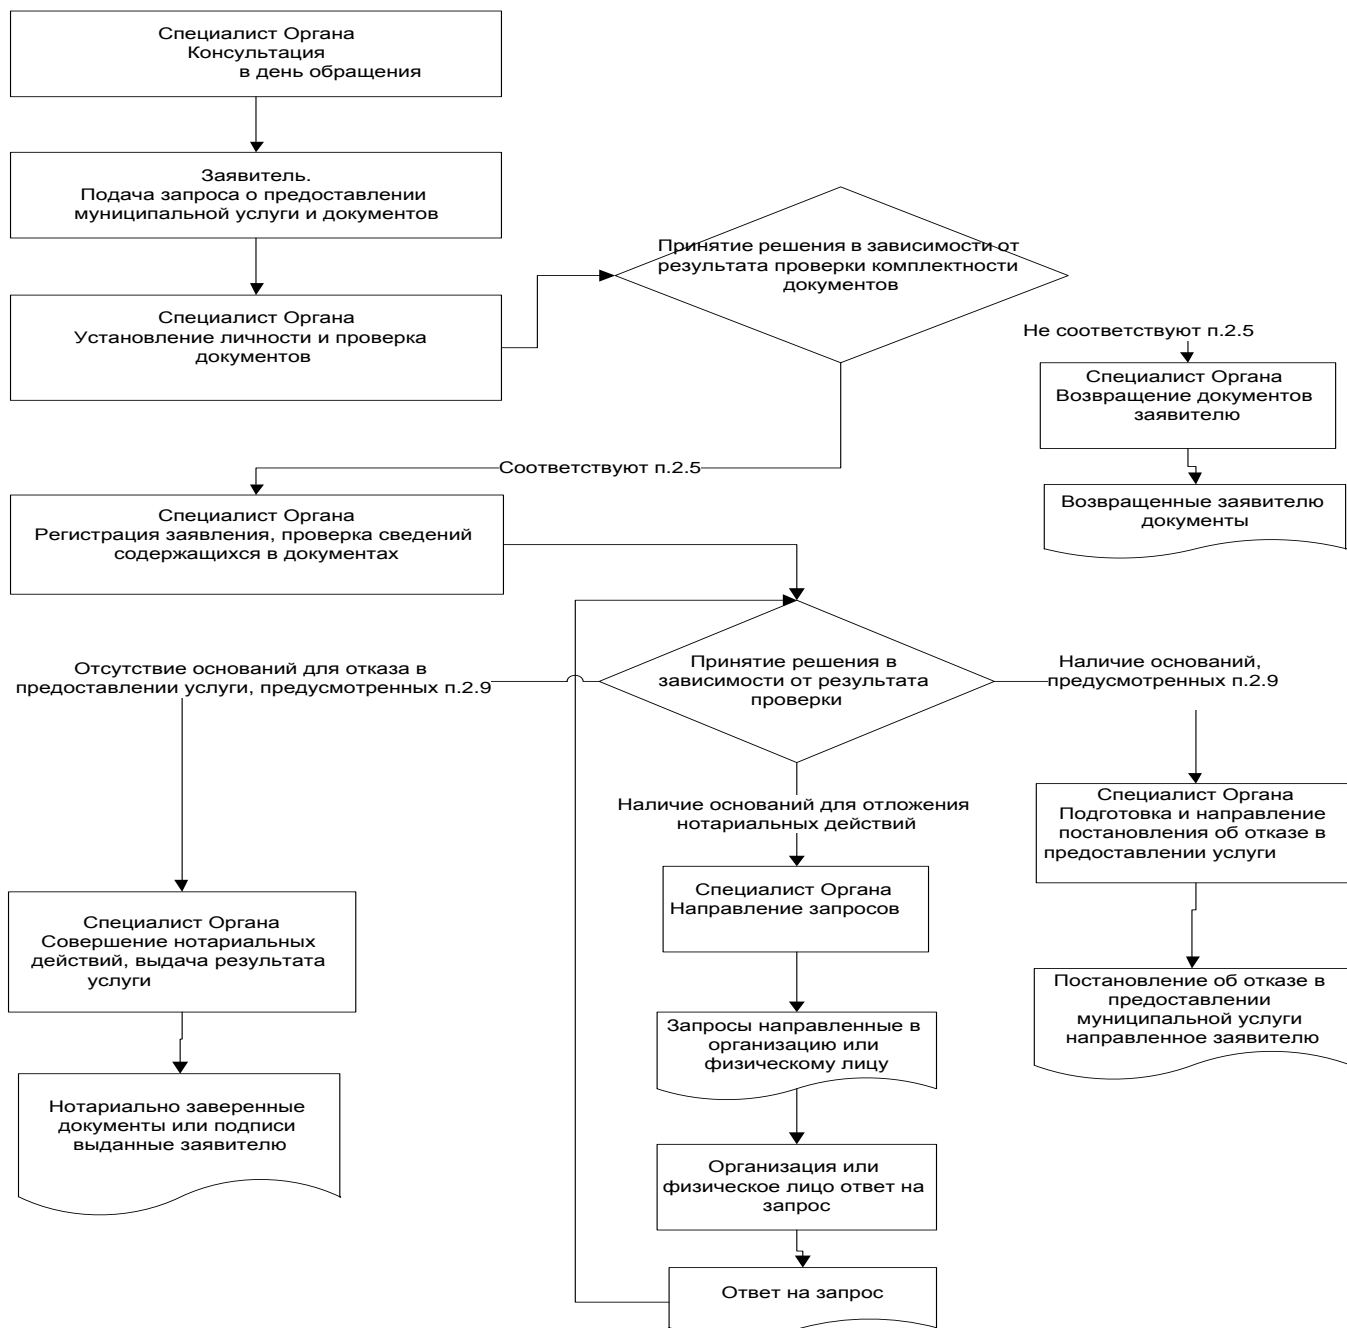 Специалист Органа
Консультация
в день обращения
Заявитель.
Подача запроса о предоставлении
муниципальной услуги и документов
Специалист Органа
Установление личности и проверка
документов
Принятие решения в зависимости от
результата проверки комплектности
документов
Не соответствуют п.2.5
Специалист Органа
Возвращение документов
заявителю
Возвращенные заявителю
документы
Соответствуют п.2.5
Специалист Органа
Регистрация заявления, проверка сведений
содержащихся в документах
Принятие решения в
зависимости от результата
проверки
Отсутствие оснований для отказа в
предоставлении услуги, предусмотренных п.2.9
Наличие оснований,
предусмотренных п.2.9
Наличие оснований для отложения
нотариальных действий
Специалист Органа
Подготовка и направление
постановления об отказе в
предоставлении услуги
Специалист Органа
Направление запросов
Специалист Органа
Совершение нотариальных
действий, выдача результата
услуги
Постановление об отказе в
предоставлении
муниципальной услуги
направленное заявителю
Запросы направленные в
организацию или
физическому лицу
Нотариально заверенные
документы или подписи
выданные заявителю
Организация или
физическое лицо ответ на
запрос
Ответ на запрос